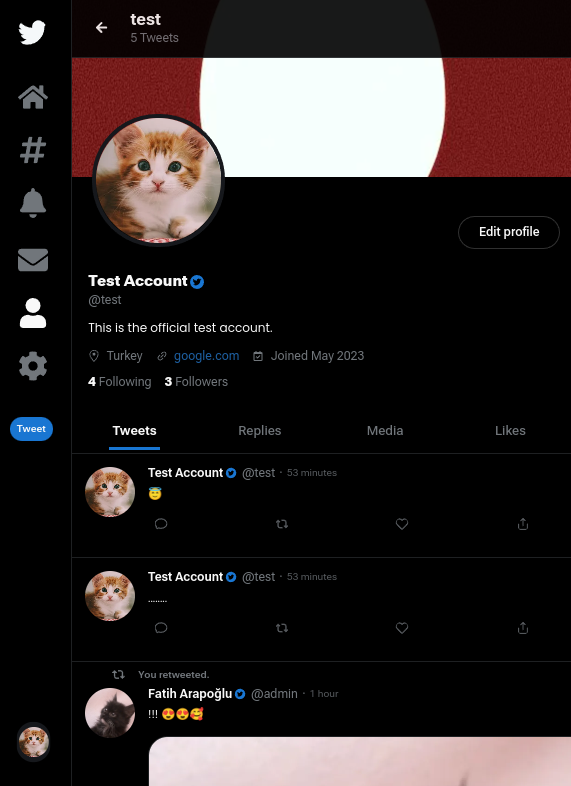 test
5 Tweets
Edit profile
Test Account
@test
This is the official test account.
Turkey google.com Joined May 2023
4 Following 3 Followers
Tweets Replies Media Likes
Tweet
Test Account @test · 53 minutes
😇
Test Account @test · 53 minutes
........
You retweeted.
Fatih Arapoğlu @admin · 1 hour
!!! 😍😍🥰